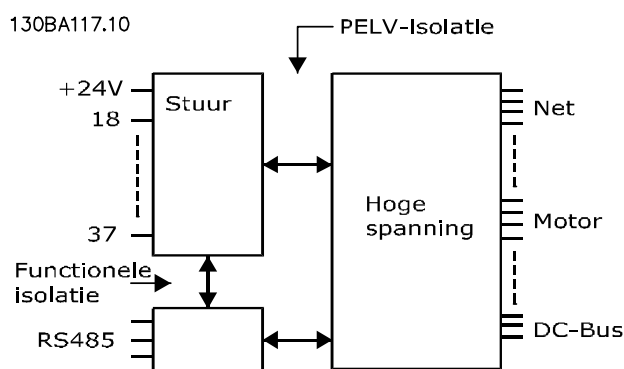 130BA117.10
PELV-Isolatie
+24V
18
37
Stuur
Hoge
spanning
Net
Motor
DC-Bus
Functionele
isolatie
RS485